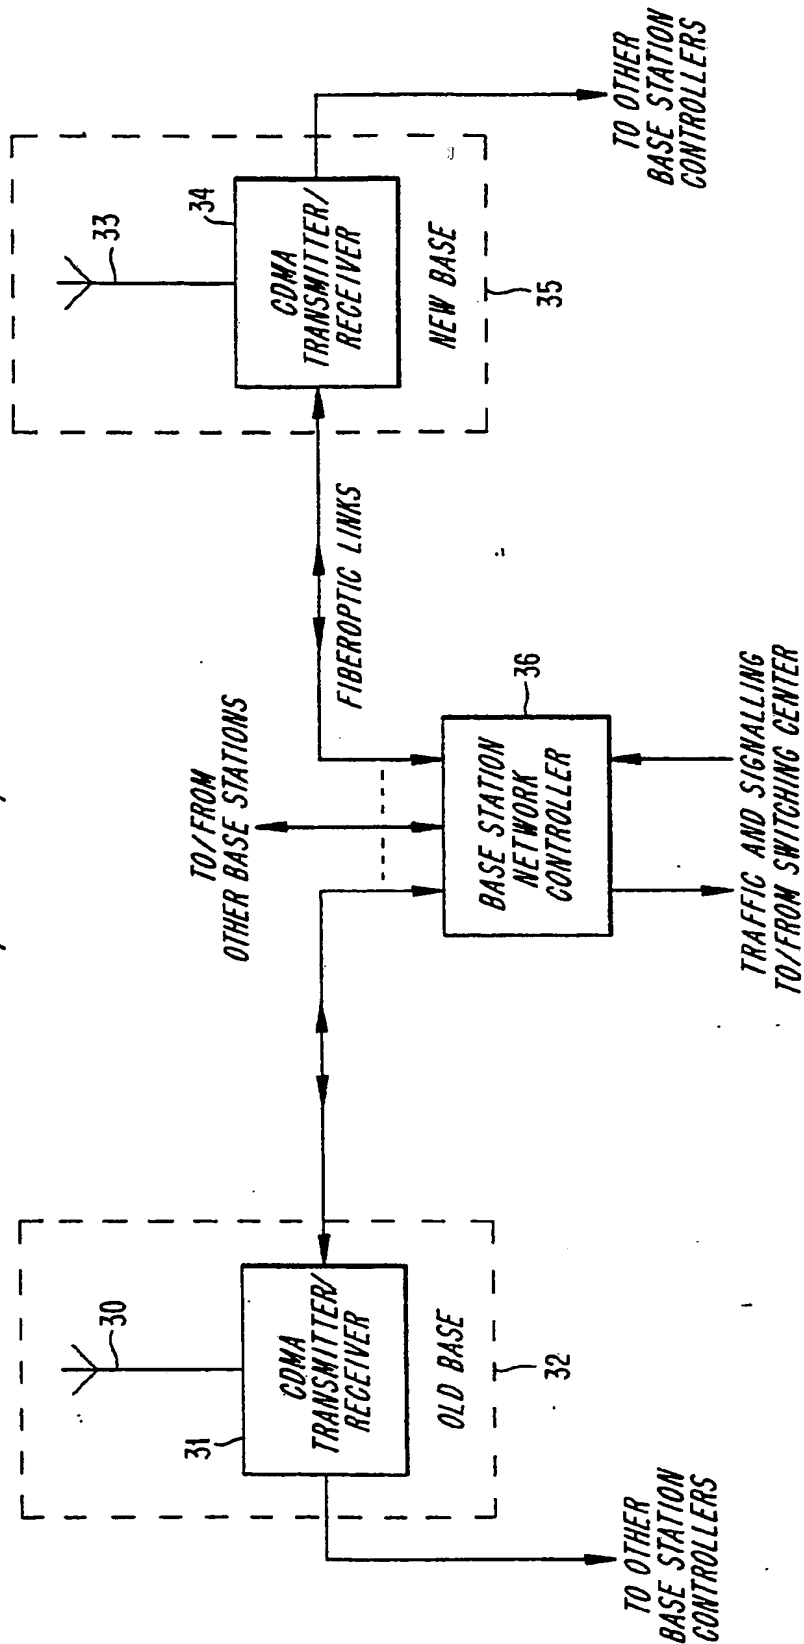 30
31
CDMA
TRANSMITTER/
RECEIVER
OLD BASE
32
TO OTHER
BASE STATION
CONTROLLERS
TO/FROM
OTHER BASE STATIONS
FIBEROPTIC LINKS
BASE STATION
NETWORK
CONTROLLER
36
TRAFFIC AND SIGNALLING
TO/FROM SWITCHING CENTER
33
34
CDMA
TRANSMITTER/
RECEIVER
NEW BASE
35
TO OTHER
BASE STATION
CONTROLLERS